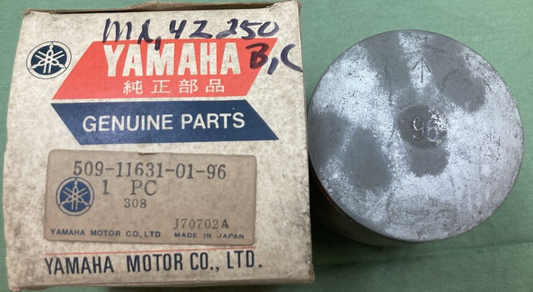 MX, YZ 250
B, C
YAMAHA
純正部品
GENUINE PARTS
509-11631-01-96
1 PC
308
J70702A
YAMAHA MOTOR CO., LTD MADE IN JAPAN
YAMAHA MOTOR CO., LTD.
96